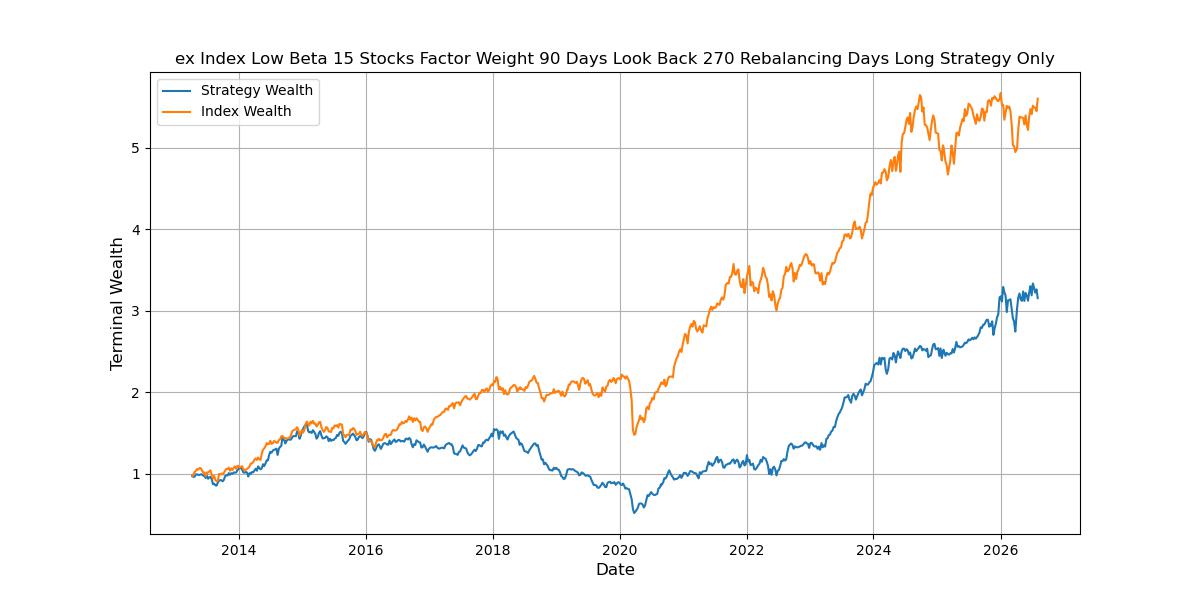 ex Index Low Beta 15 Stocks Factor Weight 90 Days Look Back 270 Rebalancing Days Long Strategy Only
Strategy Wealth
Index Wealth
Terminal Wealth
5
4
3
2
1
2014 2016 2018 2020 2022 2024 2026
Date